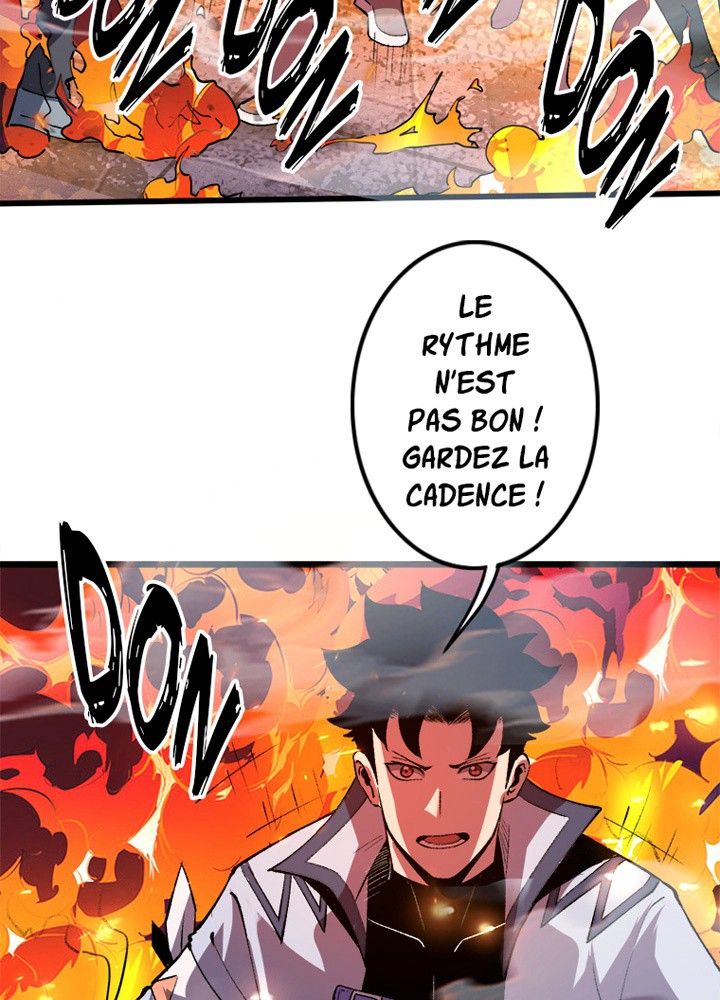 DON
DON
DON
DON
LE
RYTHME
N'EST
PAS BON !
GARDEZ LA
CADENCE !
DON